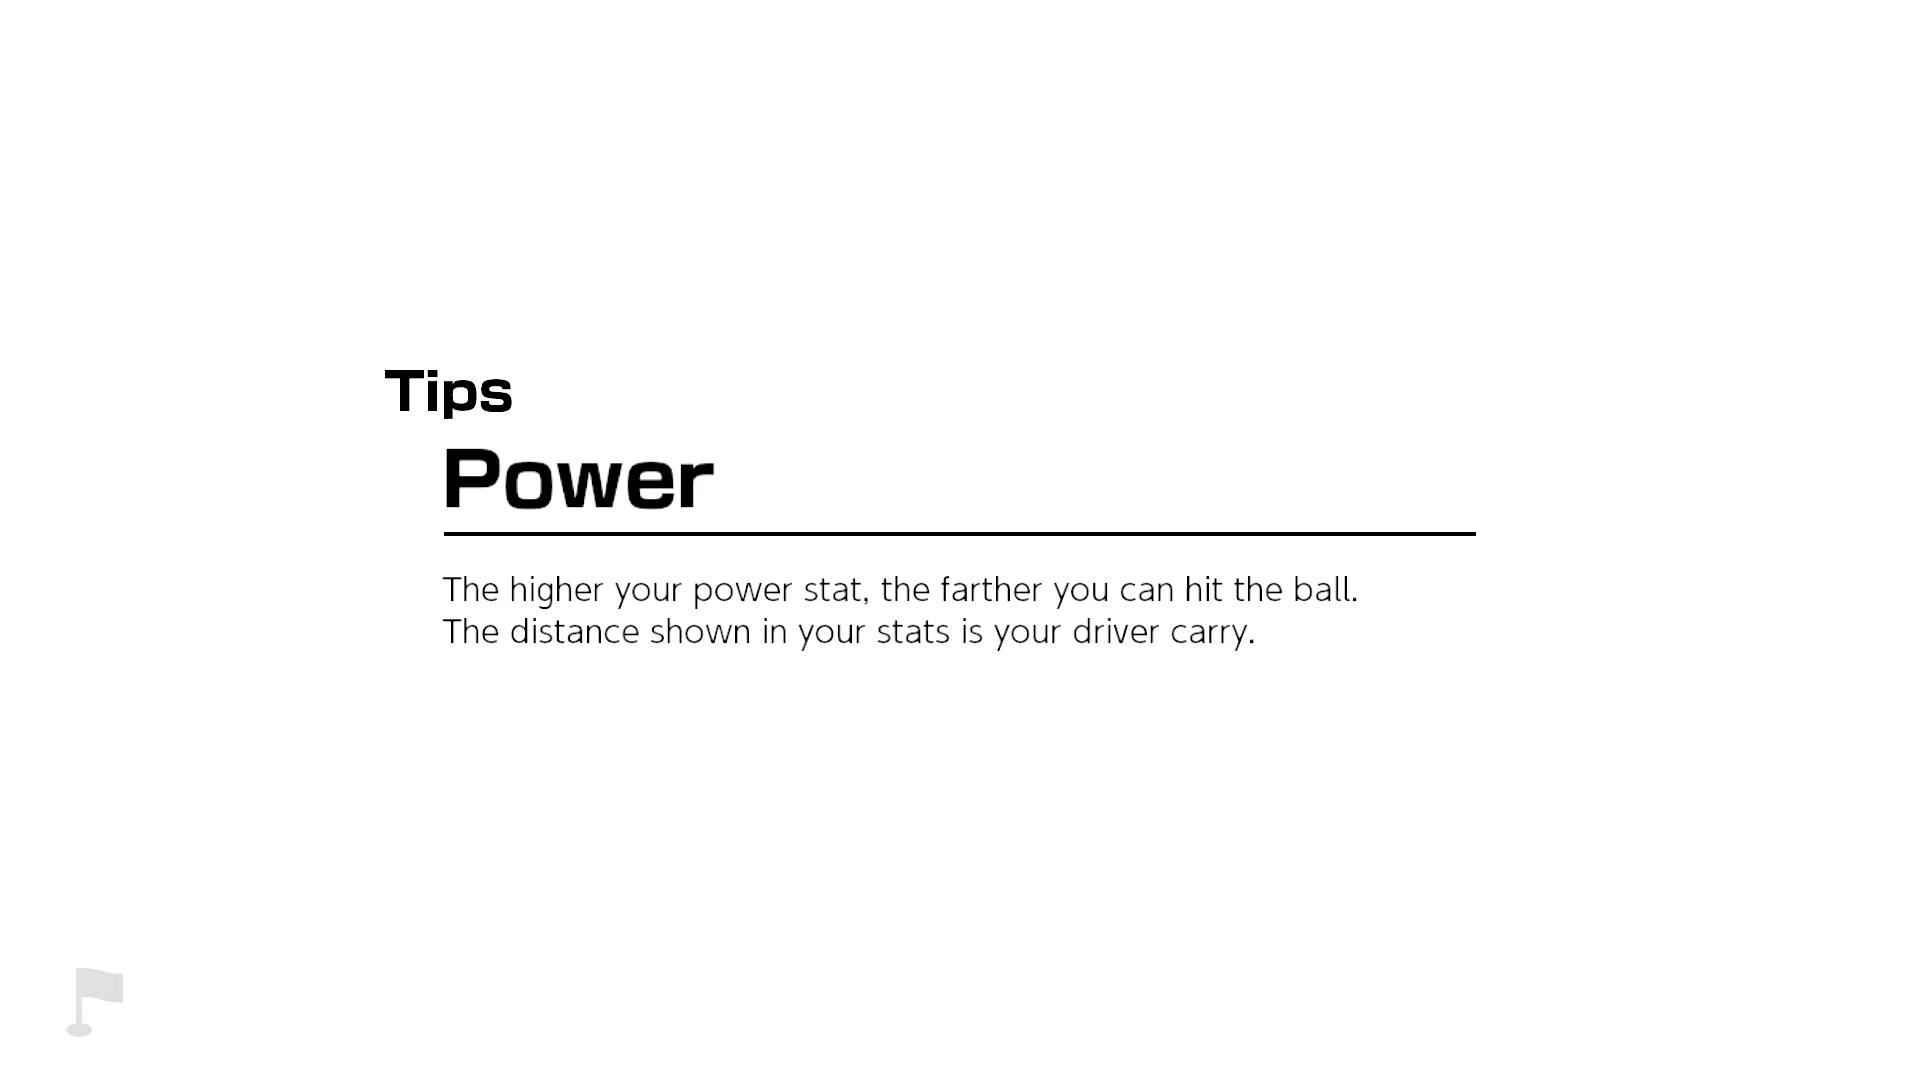 Tips
Power
The higher your power stat, the farther you can hit the ball.
The distance shown in your stats is your driver carry.